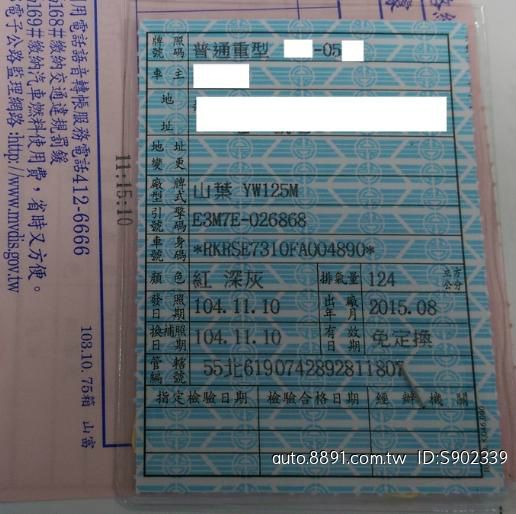 用電話語音轉帳服務電話412-6666
168#繳納交通違規罰鍰
169#繳納汽車燃料使用費，省時又方便。
電子公路監理網路:http://www.mvdis.gov.tw
103.10. 75箱 山富
11:15:10
牌照號碼 普通重型 -05
車主
地址
地址變更
廠牌型式 山葉 YW125M
引擎號碼 E3M7E-026868
車身號碼 *RKRSE7310FA004890*
顏色 紅 深灰 排氣量 124 立方公分
發照日期 104.11.10 出廠年月 2015.08
換補照日期 104.11.10 有效日期 免定換
管轄編號 55北6190742892811807
指定檢驗日期 檢驗合格日期 經辦機關
auto.8891.com.tw ID:S902339